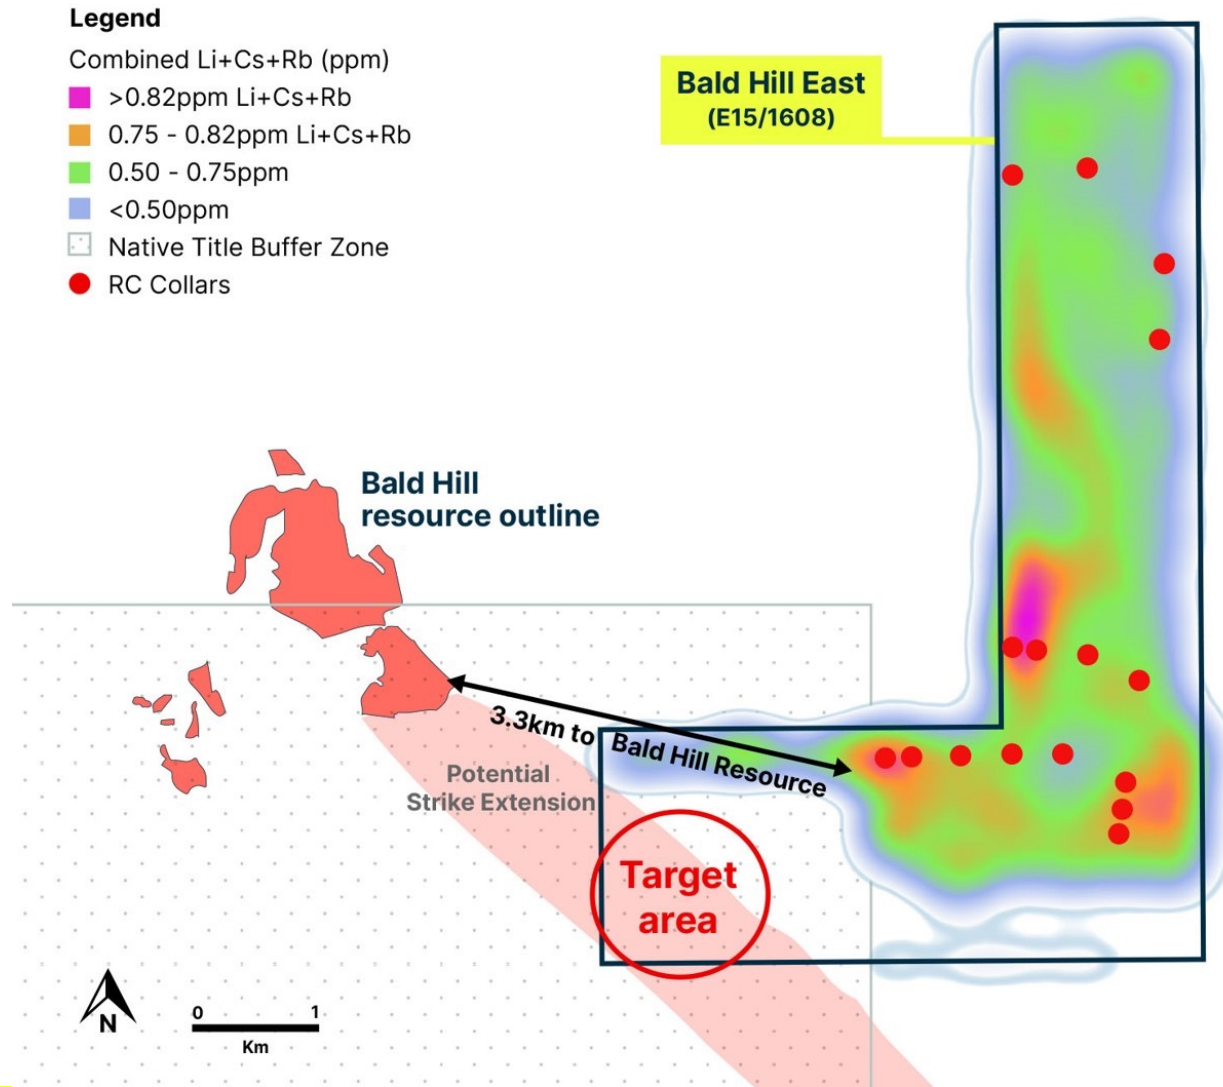 Legend
Combined Li+Cs+Rb (ppm)
>0.82ppm Li+Cs+Rb
0.75 - 0.82ppm Li+Cs+Rb
0.50 - 0.75ppm
<0.50ppm
Native Title Buffer Zone
RC Collars
Bald Hill East
(E15/1608)
Bald Hill
resource outline
3.3km to Bald Hill Resource
Potential
Strike Extension
Target
area
N
0 1
Km